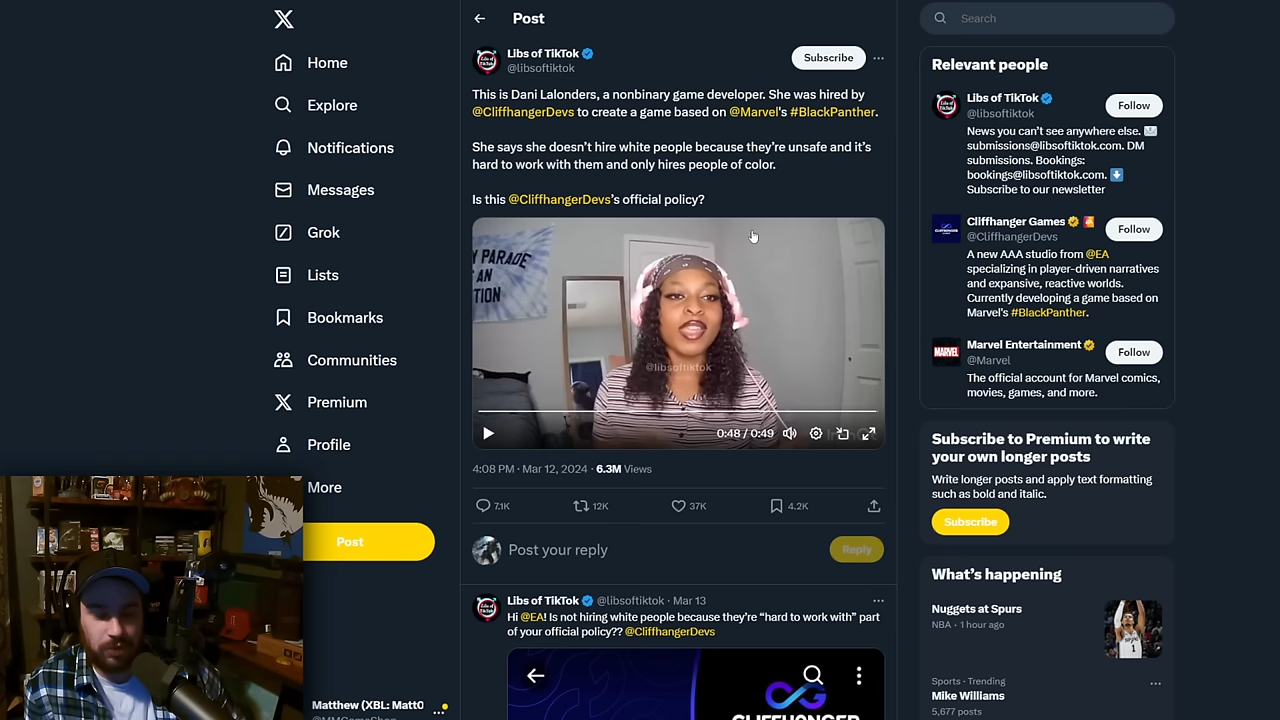 Home
Explore
Notifications
Messages
Grok
Lists
Bookmarks
Communities
Premium
Profile
More
Post
Matthew (XBL: Matt0
Post
Libs of TikTok
@libsoftiktok
Subscribe
This is Dani Lalonders, a nonbinary game developer. She was hired by
@CliffhangerDevs to create a game based on @Marvel's #BlackPanther.
She says she doesn't hire white people because they're unsafe and it's
hard to work with them and only hires people of color.
Is this @CliffhangerDevs's official policy?
PARADE
AN
@libsoftiktok
0:48 / 0:49
4:08 PM · Mar 12, 2024 · 6.3M Views
7.1K
12K
37K
4.2K
Post your reply
Reply
Libs of TikTok @libsoftiktok · Mar 13
Hi @EA! Is not hiring white people because they're "hard to work with" part
of your official policy?? @CliffhangerDevs
CLIFFHANGER
Search
Relevant people
Libs of TikTok
@libsoftiktok
Follow
News you can't see anywhere else.
submissions@libsoftiktok.com. DM
submissions. Bookings:
bookings@libsoftiktok.com.
Subscribe to our newsletter
Cliffhanger Games
@CliffhangerDevs
Follow
A new AAA studio from @EA
specializing in player-driven narratives
and expansive, reactive worlds.
Currently developing a game based on
Marvel's #BlackPanther.
MARVEL
Marvel Entertainment
@Marvel
Follow
The official account for Marvel comics,
movies, games, and more.
Subscribe to Premium to write
your own longer posts
Write longer posts and apply text formatting
such as bold and italic.
Subscribe
What's happening
Nuggets at Spurs
NBA · 1 hour ago
Sports · Trending
Mike Williams
5,677 posts